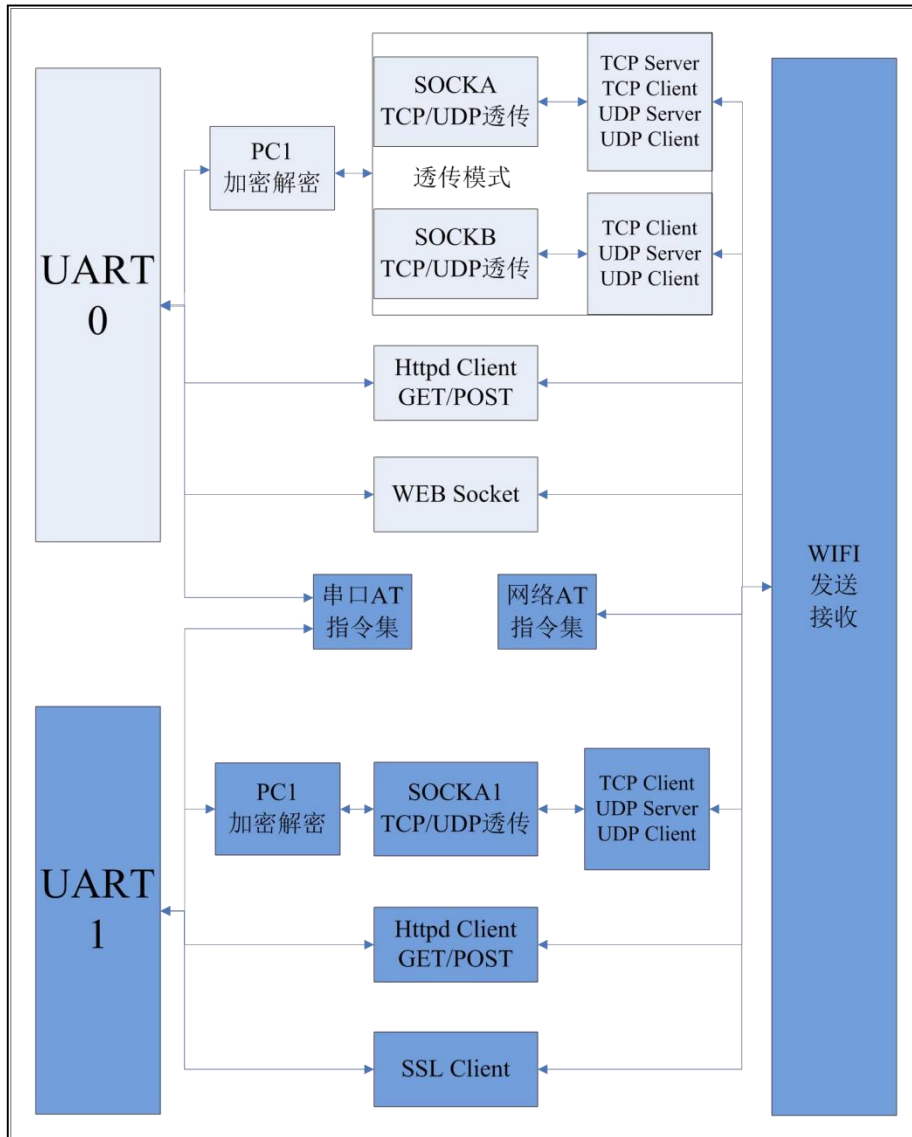 UART
0
PC1
加密解密
SOCKA
TCP/UDP透传
透传模式
SOCKB
TCP/UDP透传
TCP Server
TCP Client
UDP Server
UDP Client
TCP Client
UDP Server
UDP Client
Httpd Client
GET/POST
WEB Socket
串口AT
指令集
网络AT
指令集
WIFI
发送
接收
UART
1
PC1
加密解密
SOCKA1
TCP/UDP透传
TCP Client
UDP Server
UDP Client
Httpd Client
GET/POST
SSL Client